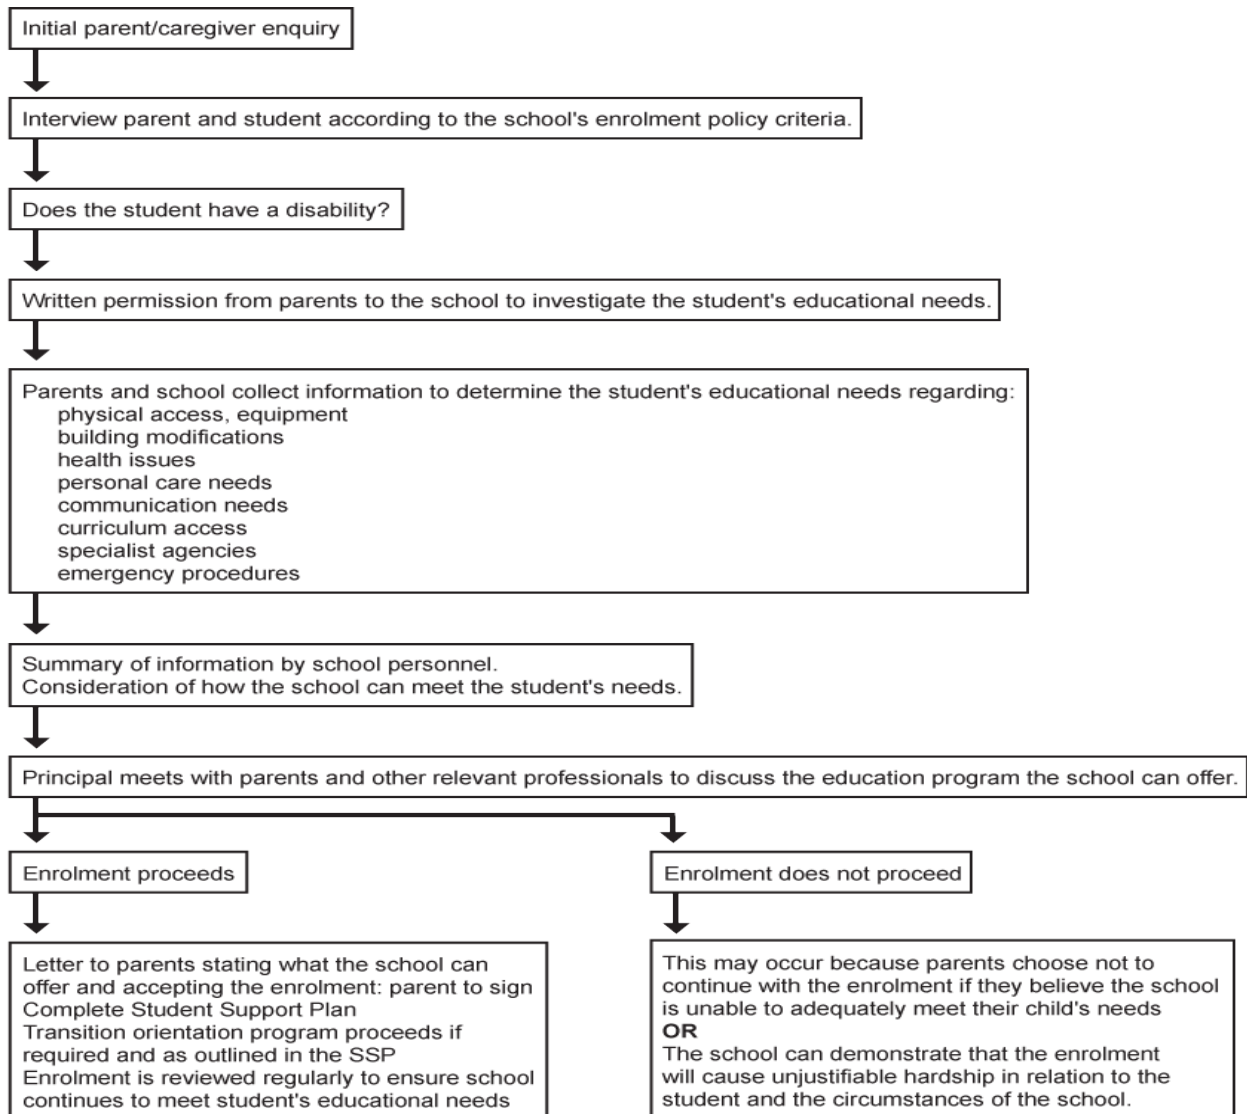 Initial parent/caregiver enquiry
Interview parent and student according to the school's enrolment policy criteria.
Does the student have a disability?
Written permission from parents to the school to investigate the student's educational needs.
Parents and school collect information to determine the student's educational needs regarding:
physical access, equipment
building modifications
health issues
personal care needs
communication needs
curriculum access
specialist agencies
emergency procedures
Summary of information by school personnel.
Consideration of how the school can meet the student's needs.
Principal meets with parents and other relevant professionals to discuss the education program the school can offer.
Enrolment proceeds
Enrolment does not proceed
Letter to parents stating what the school can
offer and accepting the enrolment: parent to sign
Complete Student Support Plan
Transition orientation program proceeds if
required and as outlined in the SSP
Enrolment is reviewed regularly to ensure school
continues to meet student's educational needs
This may occur because parents choose not to
continue with the enrolment if they believe the school
is unable to adequately meet their child's needs
OR
The school can demonstrate that the enrolment
will cause unjustifiable hardship in relation to the
student and the circumstances of the school.